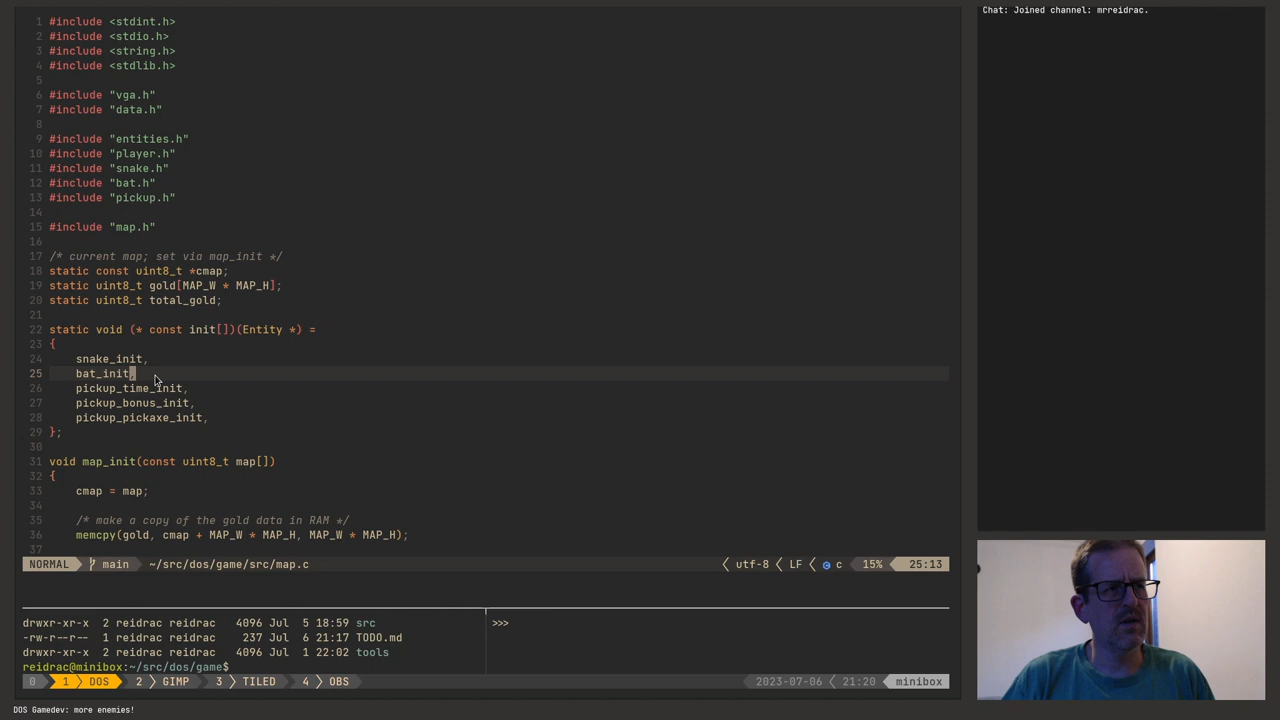 Chat: Joined channel: mrreidrac.
1 #include <stdint.h>
2 #include <stdio.h>
3 #include <string.h>
4 #include <stdlib.h>
5
6 #include "vga.h"
7 #include "data.h"
8
9 #include "entities.h"
10 #include "player.h"
11 #include "snake.h"
12 #include "bat.h"
13 #include "pickup.h"
14
15 #include "map.h"
16
17 /* current map; set via map_init */
18 static const uint8_t *cmap;
19 static uint8_t gold[MAP_W * MAP_H];
20 static uint8_t total_gold;
21
22 static void (* const init[])(Entity *) =
23 {
24     snake_init,
25     bat_init,
26     pickup_time_init,
27     pickup_bonus_init,
28     pickup_pickaxe_init,
29 };
30
31 void map_init(const uint8_t map[])
32 {
33     cmap = map;
34
35     /* make a copy of the gold data in RAM */
36     memcpy(gold, cmap + MAP_W * MAP_H, MAP_W * MAP_H);
37
NORMAL main ~/src/dos/game/src/map.c utf-8 LF c 15% 25:13
drwxr-xr-x 2 reidrac reidrac 4096 Jul 5 18:59 src
-rw-r--r-- 1 reidrac reidrac 237 Jul 6 21:17 TODO.md
drwxr-xr-x 2 reidrac reidrac 4096 Jul 1 22:02 tools
reidrac@minibox:~/src/dos/game$
>>>
0 1 DOS 2 GIMP 3 TILED 4 OBS 2023-07-06 21:20 minibox
DOS Gamedev: more enemies!